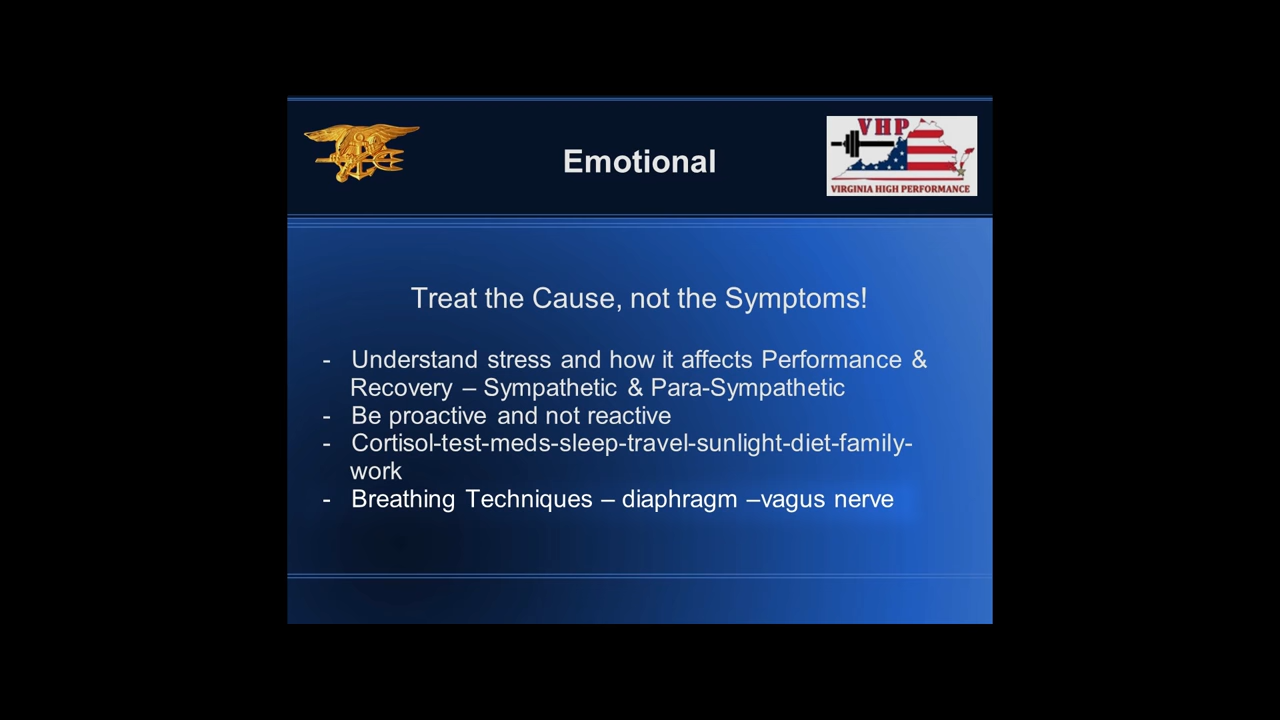 VHP
VIRGINIA HIGH PERFORMANCE
Emotional
Treat the Cause, not the Symptoms!
- Understand stress and how it affects Performance &
Recovery – Sympathetic & Para-Sympathetic
- Be proactive and not reactive
- Cortisol-test-meds-sleep-travel-sunlight-diet-family-
work
- Breathing Techniques – diaphragm –vagus nerve